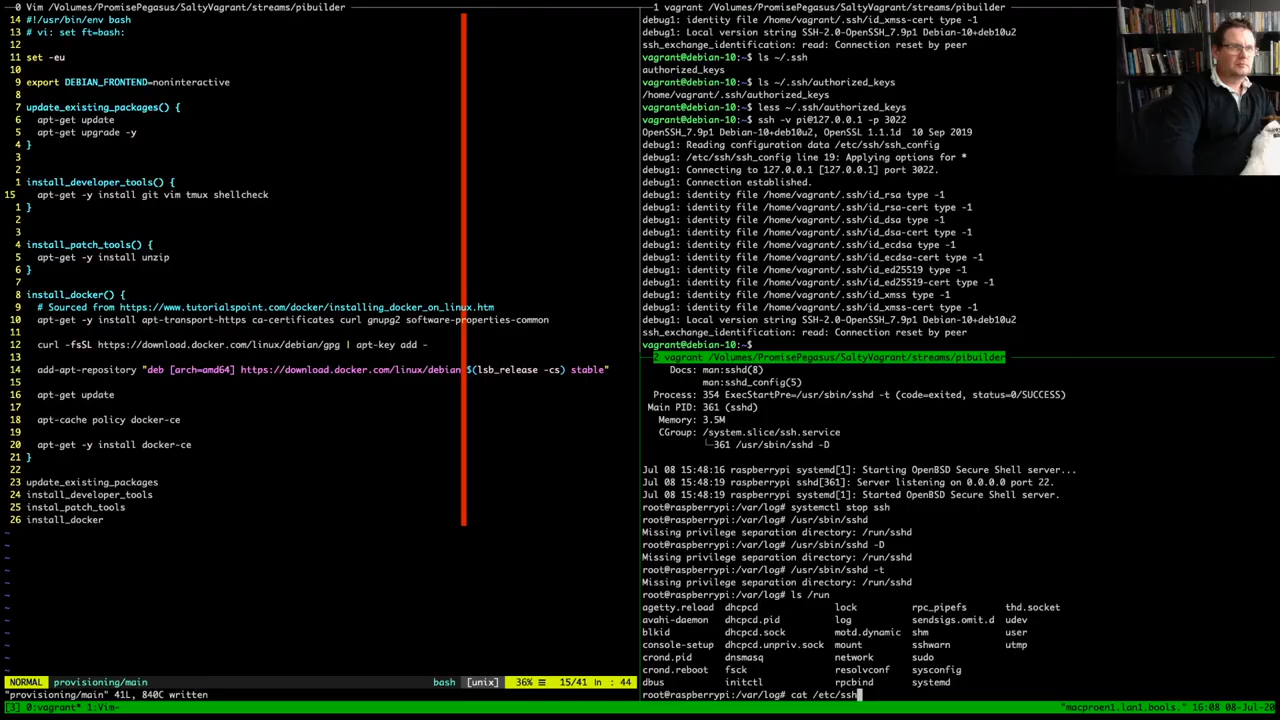 0 Vim /Volumes/PromisePegasus/SaltyVagrant/streams/pibuilder
14 #!/usr/bin/env bash
13 # vi: set ft=bash:
12
11 set -eu
10
9 export DEBIAN_FRONTEND=noninteractive
8
7 update_existing_packages() {
6 apt-get update
5 apt-get upgrade -y
4 }
3
2
1 install_developer_tools() {
15 apt-get -y install git vim tmux shellcheck
1 }
2
3
4 install_patch_tools() {
5 apt-get -y install unzip
6 }
7
8 install_docker() {
9 # Sourced from https://www.tutorialspoint.com/docker/installing_docker_on_linux.htm
10 apt-get -y install apt-transport-https ca-certificates curl gnupg2 software-properties-common
11
12 curl -fsSL https://download.docker.com/linux/debian/gpg | apt-key add -
13
14 add-apt-repository "deb [arch=amd64] https://download.docker.com/linux/debian $(lsb_release -cs) stable"
15
16 apt-get update
17
18 apt-cache policy docker-ce
19
20 apt-get -y install docker-ce
21 }
22
23 update_existing_packages
24 install_developer_tools
25 instal_patch_tools
26 install_docker
~
~
~
~
~
~
~
~
~
~
~
~
NORMAL provisioning/main bash [unix] 36% ≡ 15/41 ln : 44
"provisioning/main" 41L, 840C written
1 vagrant /Volumes/PromisePegasus/SaltyVagrant/streams/pibuilder
debug1: identity file /home/vagrant/.ssh/id_xmss-cert type -1
debug1: Local version string SSH-2.0-OpenSSH_7.9p1 Debian-10+deb10u2
ssh_exchange_identification: read: Connection reset by peer
vagrant@debian-10:~$ ls ~/.ssh
authorized_keys
vagrant@debian-10:~$ ls ~/.ssh/authorized_keys
/home/vagrant/.ssh/authorized_keys
vagrant@debian-10:~$ less ~/.ssh/authorized_keys
vagrant@debian-10:~$ ssh -v pi@127.0.0.1 -p 3022
OpenSSH_7.9p1 Debian-10+deb10u2, OpenSSL 1.1.1d 10 Sep 2019
debug1: Reading configuration data /etc/ssh/ssh_config
debug1: /etc/ssh/ssh_config line 19: Applying options for *
debug1: Connecting to 127.0.0.1 [127.0.0.1] port 3022.
debug1: Connection established.
debug1: identity file /home/vagrant/.ssh/id_rsa type -1
debug1: identity file /home/vagrant/.ssh/id_rsa-cert type -1
debug1: identity file /home/vagrant/.ssh/id_dsa type -1
debug1: identity file /home/vagrant/.ssh/id_dsa-cert type -1
debug1: identity file /home/vagrant/.ssh/id_ecdsa type -1
debug1: identity file /home/vagrant/.ssh/id_ecdsa-cert type -1
debug1: identity file /home/vagrant/.ssh/id_ed25519 type -1
debug1: identity file /home/vagrant/.ssh/id_ed25519-cert type -1
debug1: identity file /home/vagrant/.ssh/id_xmss type -1
debug1: identity file /home/vagrant/.ssh/id_xmss-cert type -1
debug1: Local version string SSH-2.0-OpenSSH_7.9p1 Debian-10+deb10u2
ssh_exchange_identification: read: Connection reset by peer
vagrant@debian-10:~$
2 vagrant /Volumes/PromisePegasus/SaltyVagrant/streams/pibuilder
Docs: man:sshd(8)
man:sshd_config(5)
Process: 354 ExecStartPre=/usr/sbin/sshd -t (code=exited, status=0/SUCCESS)
Main PID: 361 (sshd)
Memory: 3.5M
CGroup: /system.slice/ssh.service
└─361 /usr/sbin/sshd -D

Jul 08 15:48:16 raspberrypi systemd[1]: Starting OpenBSD Secure Shell server...
Jul 08 15:48:19 raspberrypi sshd[361]: Server listening on 0.0.0.0 port 22.
Jul 08 15:48:19 raspberrypi systemd[1]: Started OpenBSD Secure Shell server.
root@raspberrypi:/var/log# systemctl stop ssh
root@raspberrypi:/var/log# /usr/sbin/sshd
Missing privilege separation directory: /run/sshd
root@raspberrypi:/var/log# /usr/sbin/sshd -D
Missing privilege separation directory: /run/sshd
root@raspberrypi:/var/log# /usr/sbin/sshd -t
Missing privilege separation directory: /run/sshd
root@raspberrypi:/var/log# ls /run
agetty.reload dhcpcd lock rpc_pipefs thd.socket
avahi-daemon dhcpcd.pid log sendsigs.omit.d udev
blkid dhcpcd.sock motd.dynamic shm user
console-setup dhcpcd.unpriv.sock mount sshwarn utmp
crond.pid dnsmasq network sudo
crond.reboot fsck resolvconf sysconfig
dbus initctl rpcbind systemd
root@raspberrypi:/var/log# cat /etc/ssh
[3] 0:vagrant* 1:Vim- "macproen1.lan1.bools." 16:08 08-Jul-20